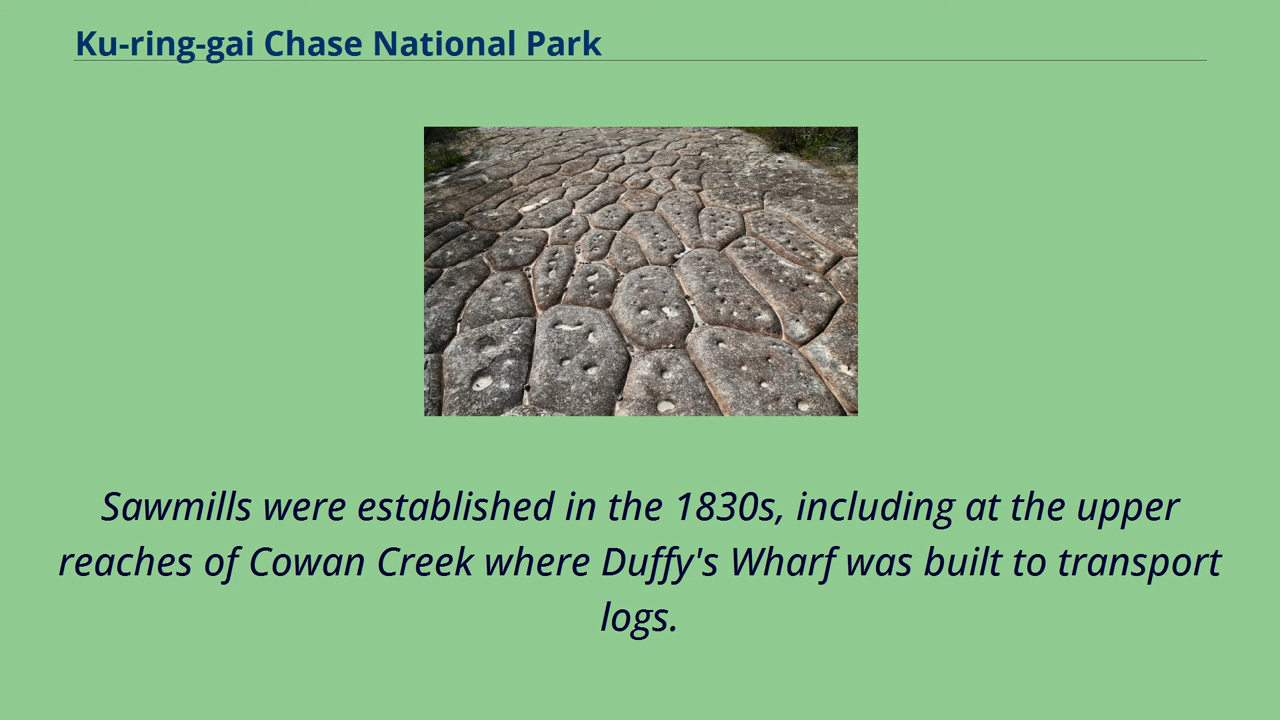 Ku-ring-gai Chase National Park
Sawmills were established in the 1830s, including at the upper
reaches of Cowan Creek where Duffy's Wharf was built to transport
logs.